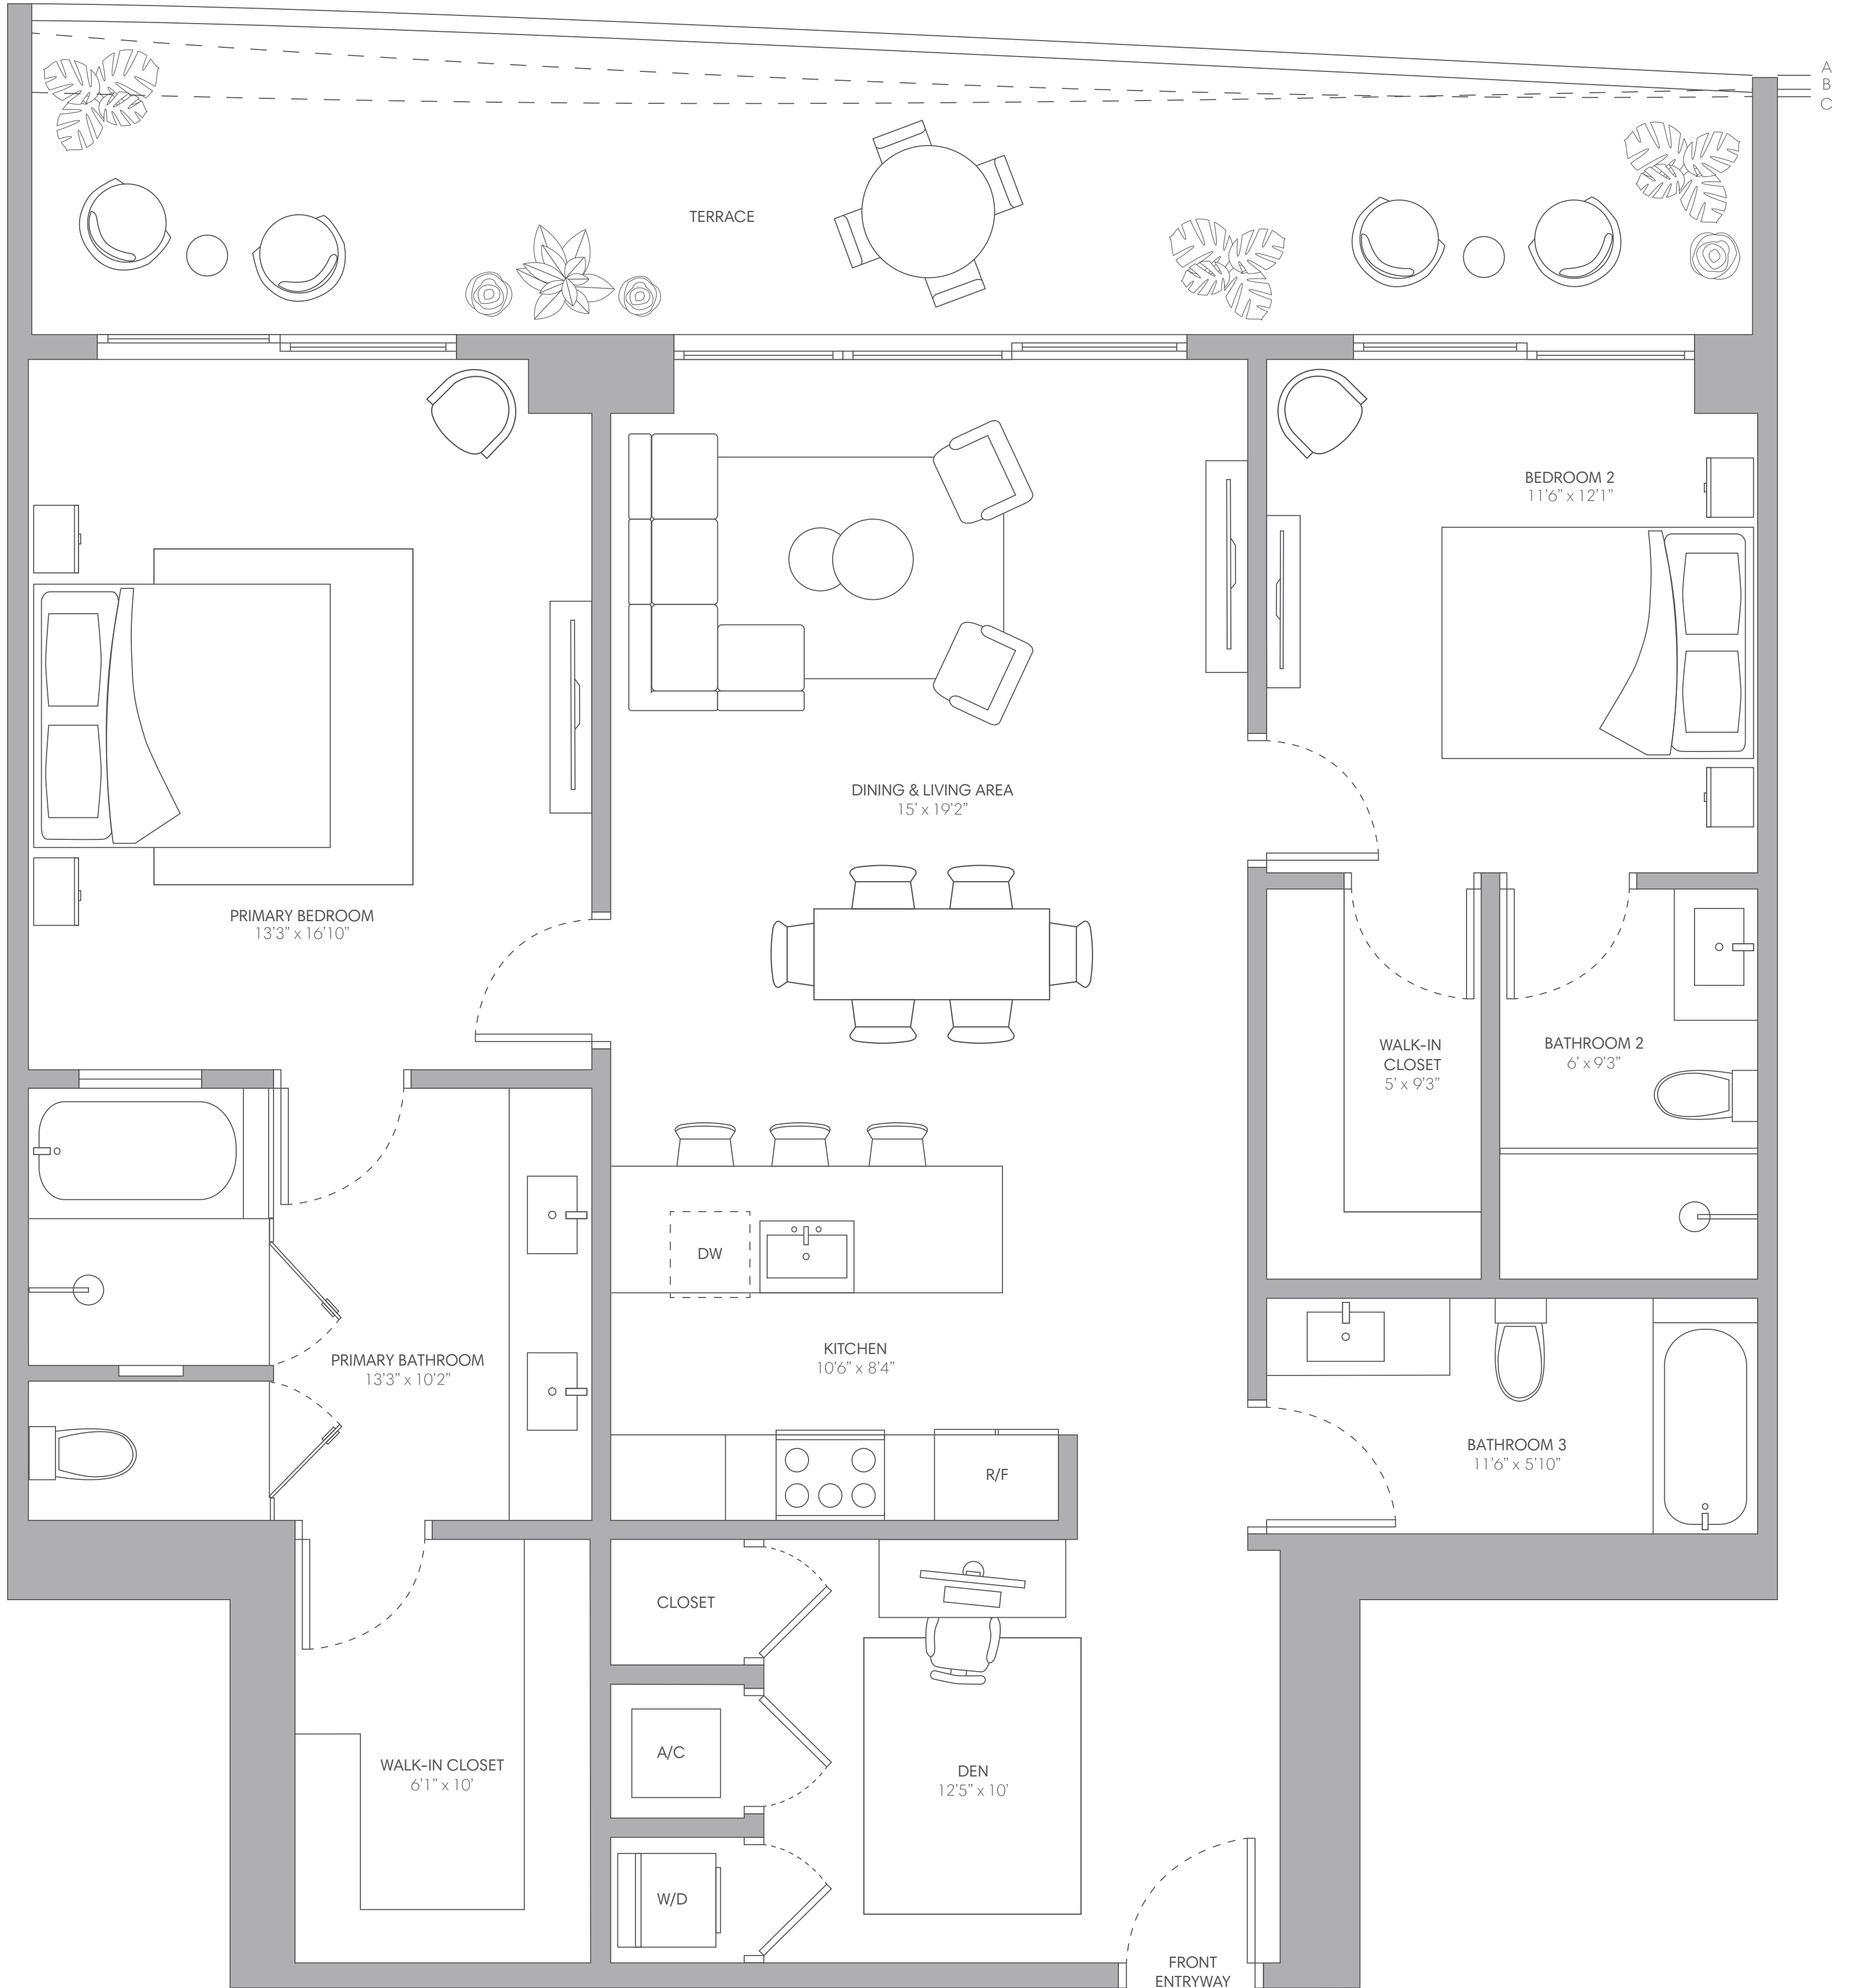 A
B
C
TERRACE
BEDROOM 2
11'6” x 12'1”
DINING & LIVING AREA
15' x 19'2”
PRIMARY BEDROOM
13'3” x 16'10”
WALK-IN
CLOSET
5' x 9'3”
BATHROOM 2
6' x 9'3”
DW
KITCHEN
10'6” x 8'4”
PRIMARY BATHROOM
13'3” x 10'2”
R/F
BATHROOM 3
11'6” x 5'10”
CLOSET
A/C
WALK-IN CLOSET
6'1” x 10'
DEN
12'5” x 10'
W/D
FRONT
ENTRYWAY